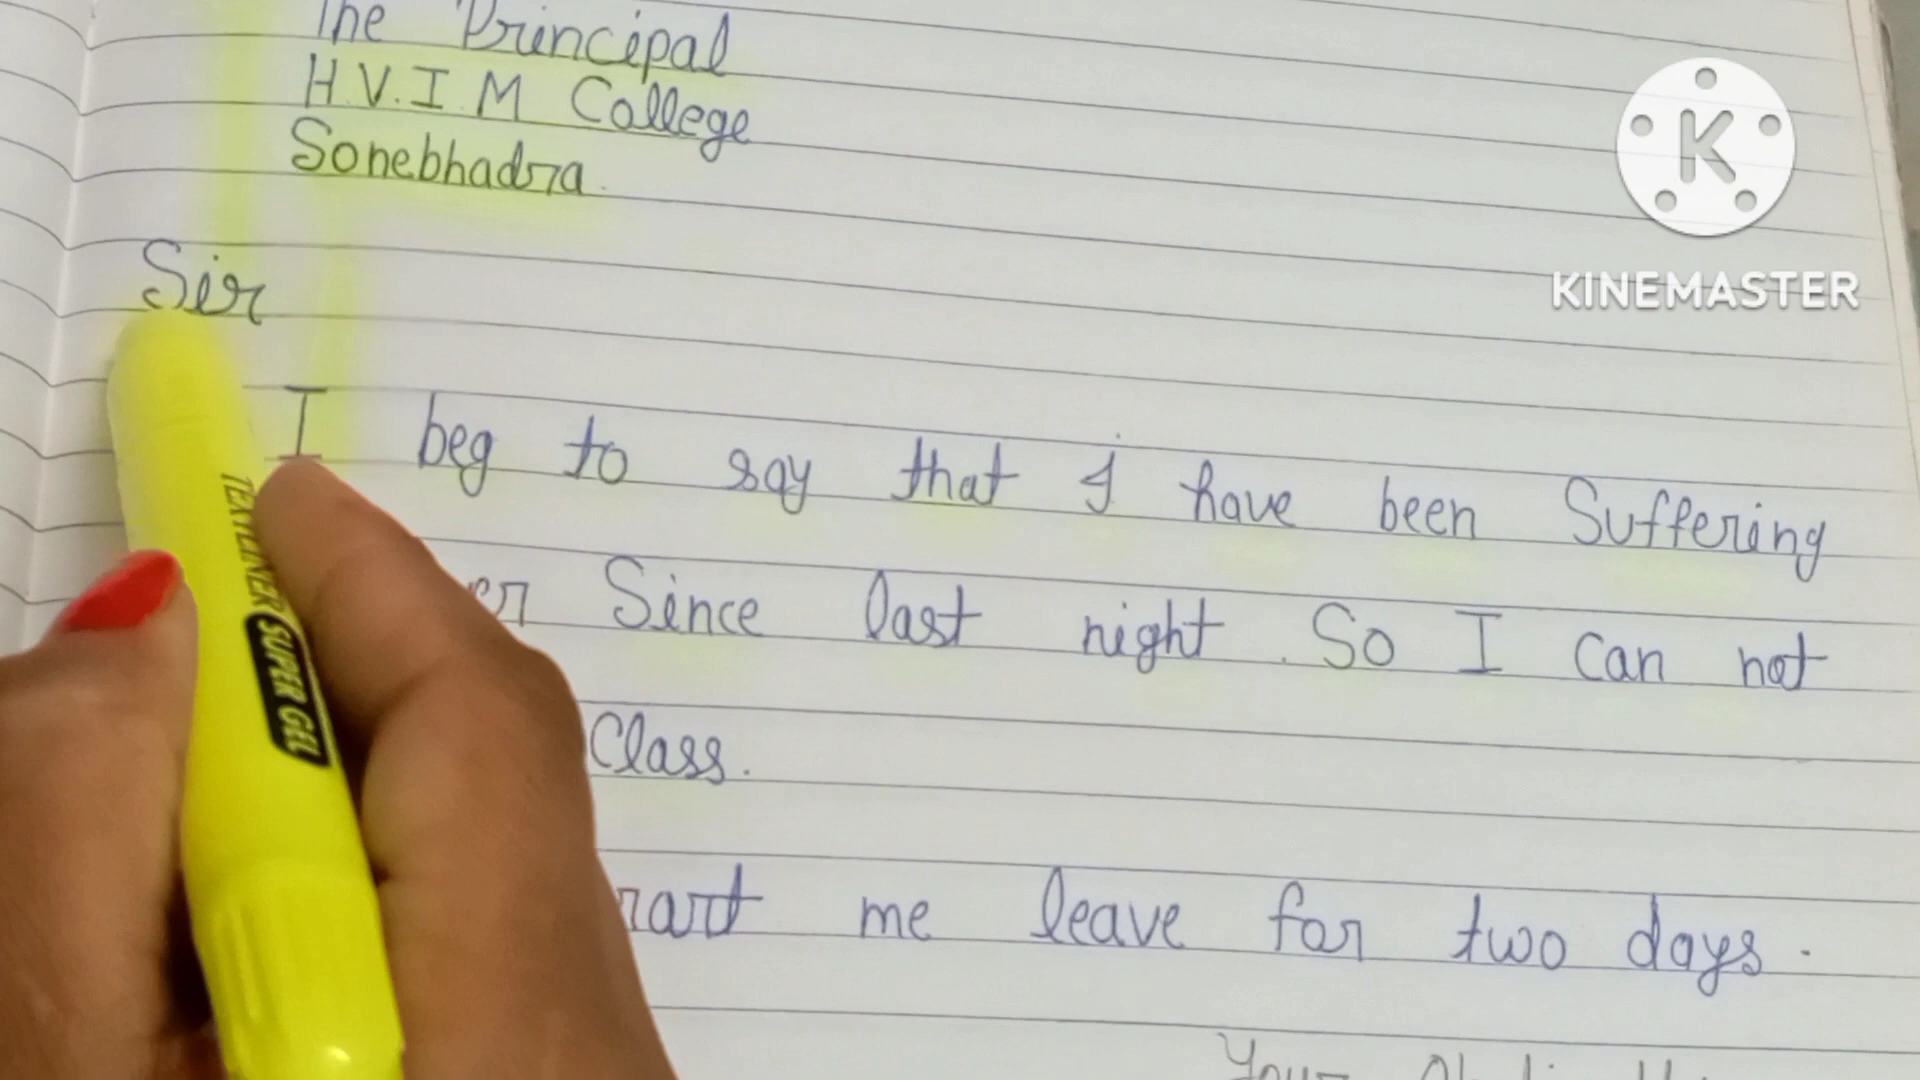 The Principal
H.V.I.M College
Sonebhadra.
Sir
I beg to say that I have been Suffering
Since last night. So I can not
Class.
me leave for two days.
Your
TEXTLINER SUPER GEL
K
KINEMASTER